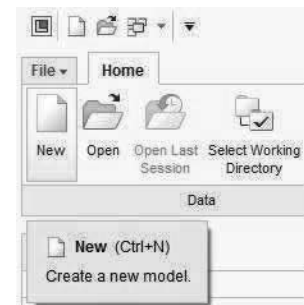 File Home
New Open Open Last Session Select Working Directory
Data
New (Ctrl+N)
Create a new model.